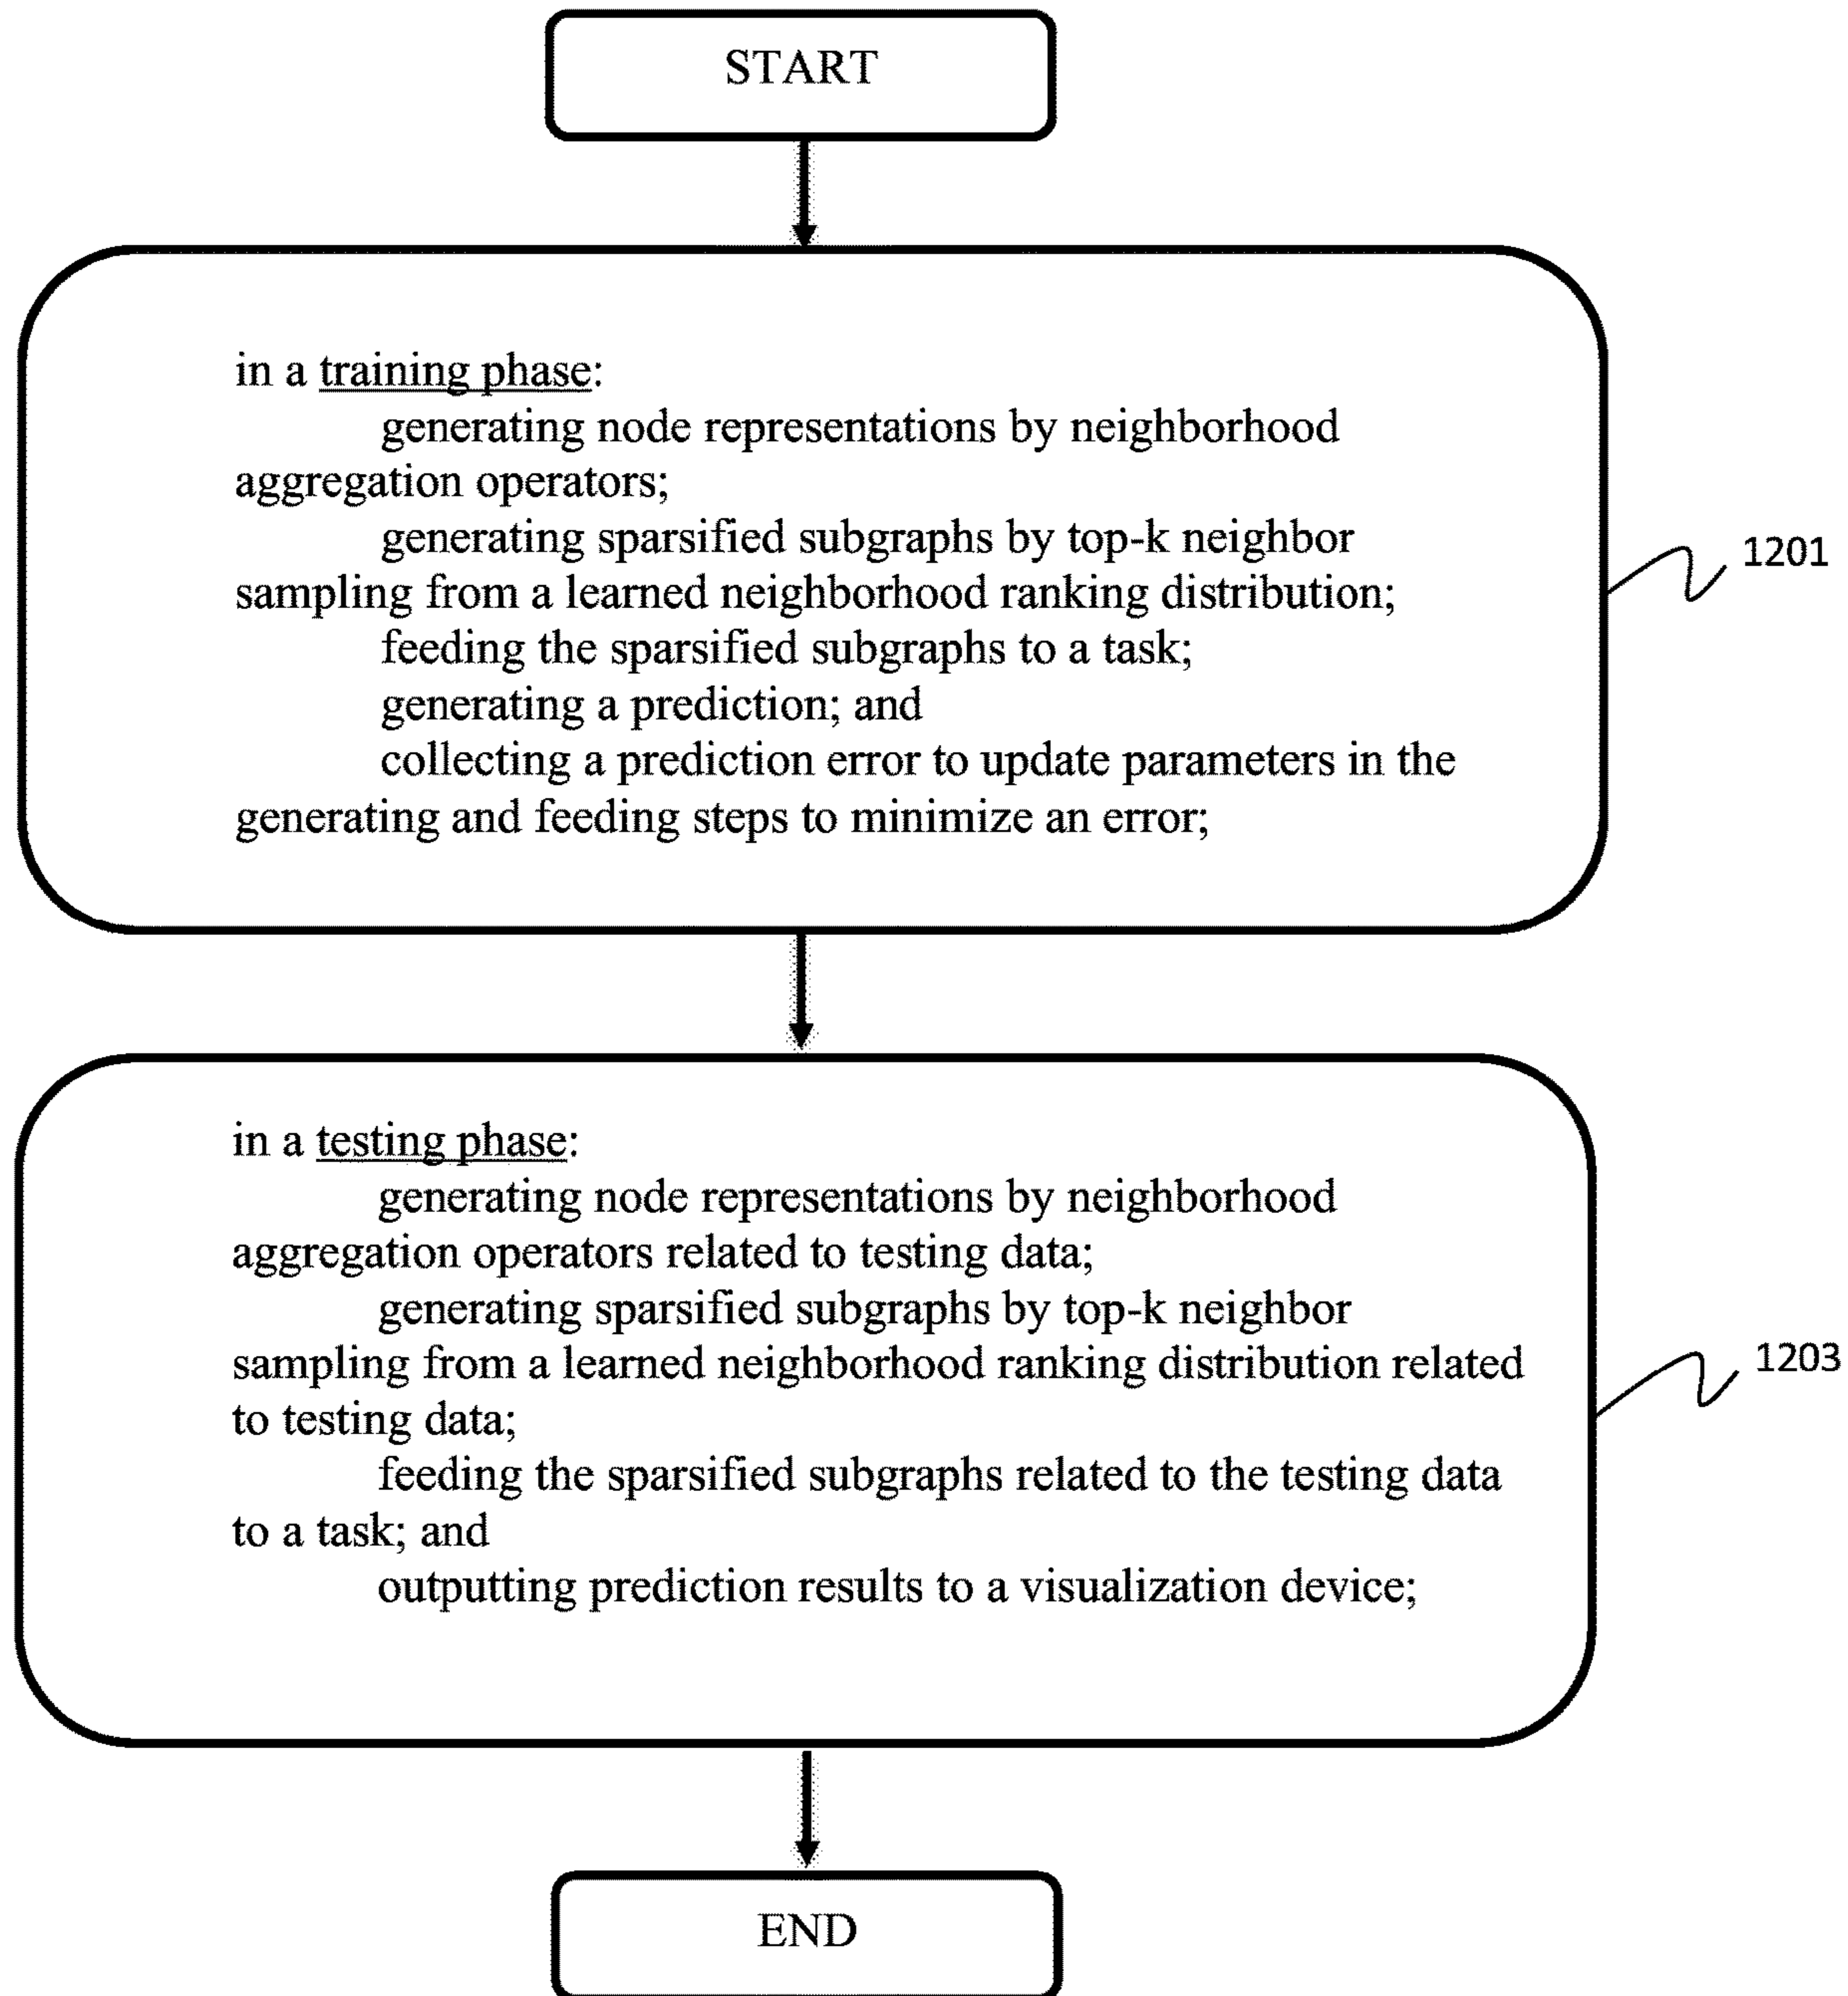 START
in a training phase:
generating node representations by neighborhood
aggregation operators;
generating sparsified subgraphs by top-k neighbor
sampling from a learned neighborhood ranking distribution;
feeding the sparsified subgraphs to a task;
generating a prediction; and
collecting a prediction error to update parameters in the
generating and feeding steps to minimize an error;
1201
in a testing phase:
generating node representations by neighborhood
aggregation operators related to testing data;
generating sparsified subgraphs by top-k neighbor
sampling from a learned neighborhood ranking distribution related
to testing data;
feeding the sparsified subgraphs related to the testing data
to a task; and
outputting prediction results to a visualization device;
1203
END